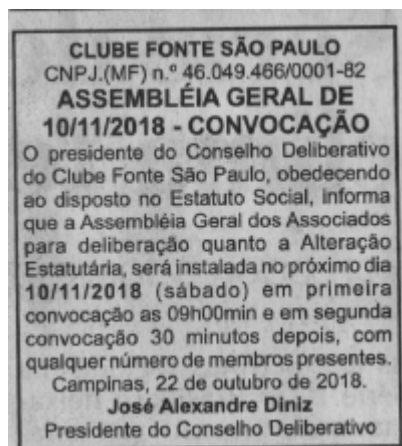 CLUBE FONTE SÃO PAULO
CNPJ.(MF) n.º 46.049.466/0001-82
ASSEMBLÉIA GERAL DE
10/11/2018 - CONVOCAÇÃO
O presidente do Conselho Deliberativo
do Clube Fonte São Paulo, obedecendo
ao disposto no Estatuto Social, informa
que a Assembléia Geral dos Associados
para deliberação quanto a Alteração
Estatutária, será instalada no próximo dia
10/11/2018 (sábado) em primeira
convocação as 09h00min e em segunda
convocação 30 minutos depois, com
qualquer número de membros presentes.
Campinas, 22 de outubro de 2018.
José Alexandre Diniz
Presidente do Conselho Deliberativo